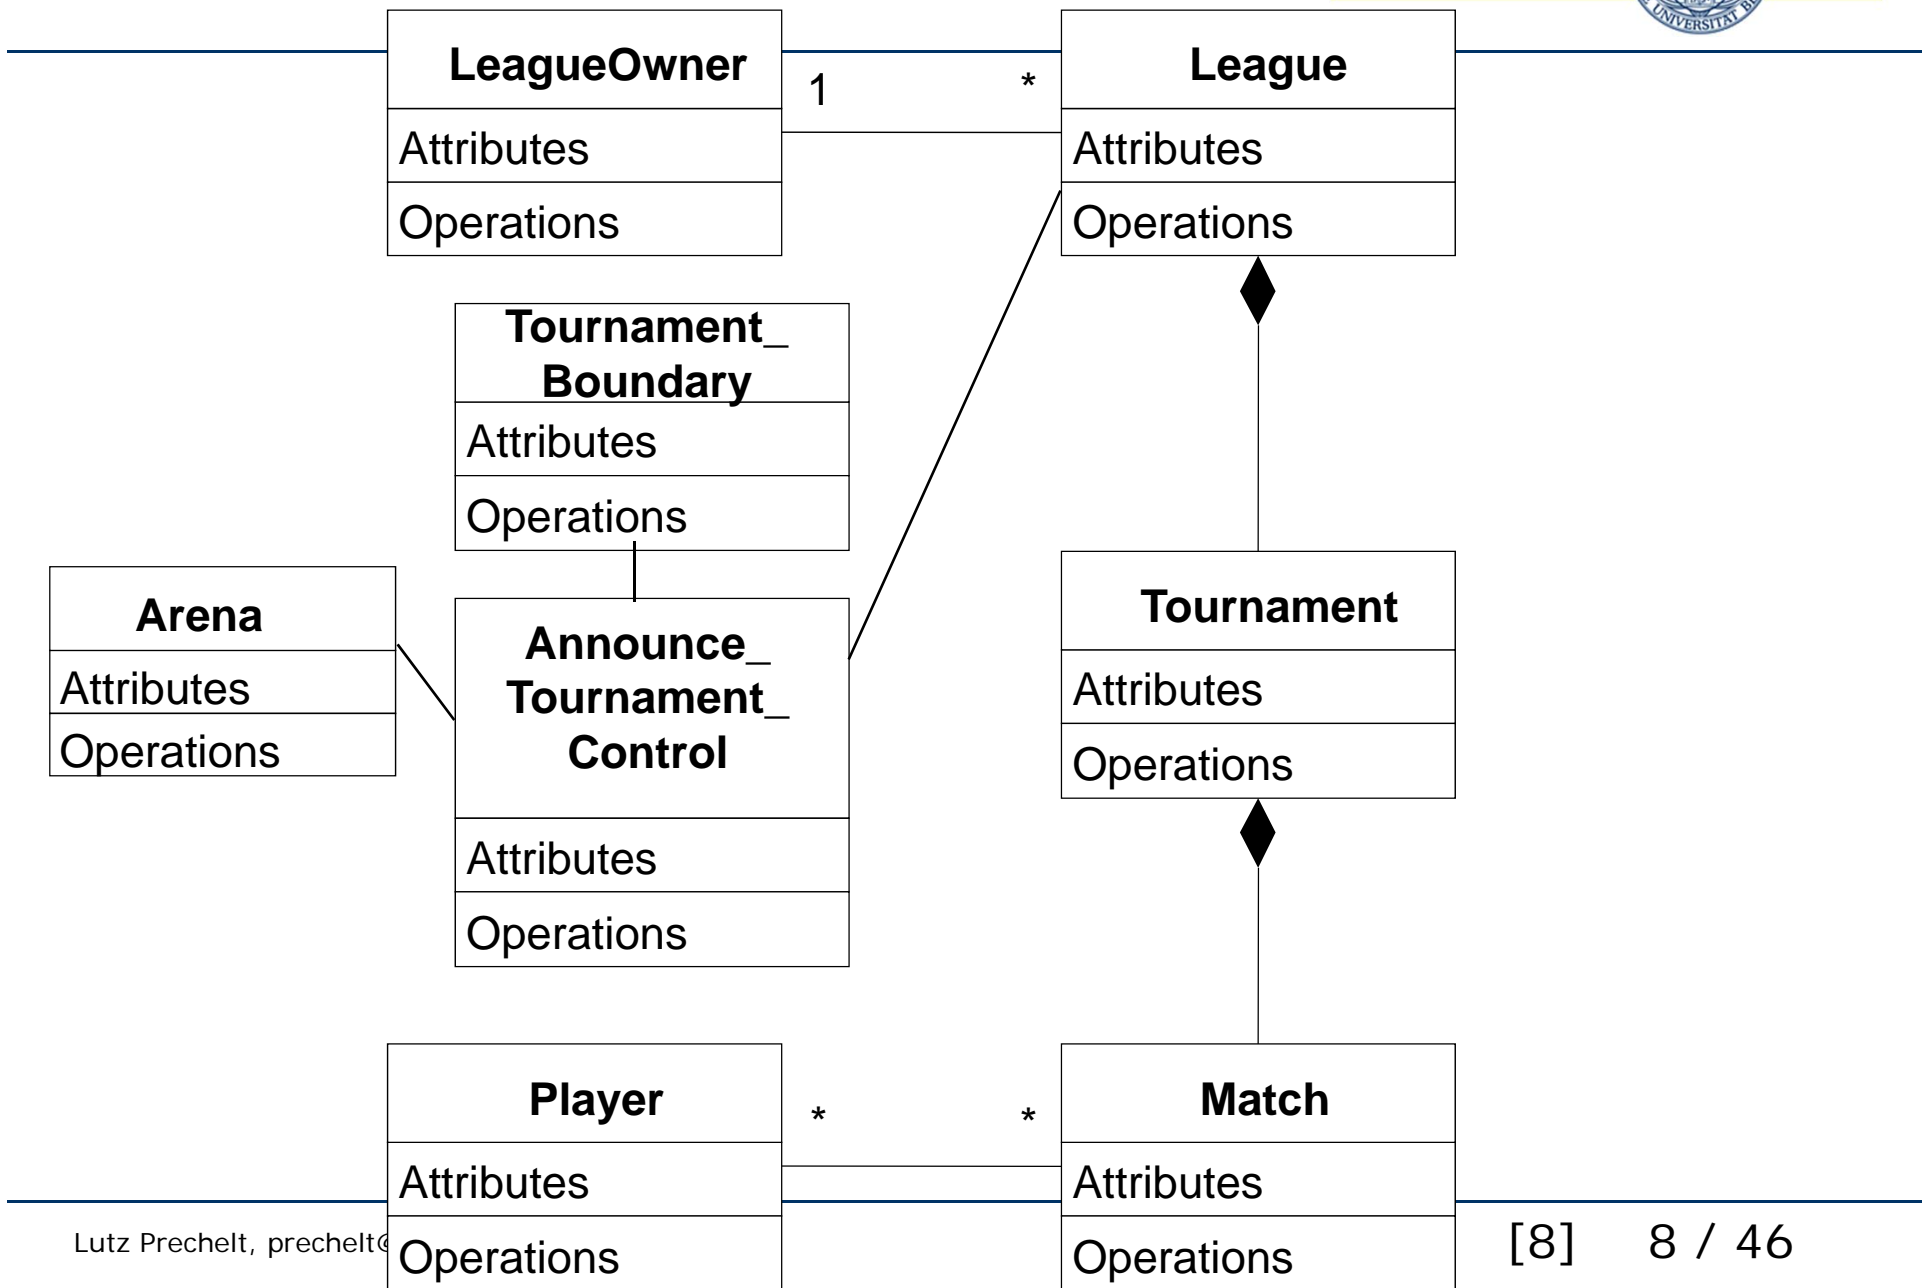 UNIVERSITAT
LeagueOwner
1
*
League
Attributes
Attributes
Operations
Operations
Tournament_
Boundary
Attributes
Operations
Arena
Attributes
Operations
Announce_
Tournament_
Control
Attributes
Operations
Tournament
Attributes
Operations
Player
*
*
Match
Attributes
Attributes
Operations
Operations
Lutz Prechelt, prechelt@
[8]
8 / 46